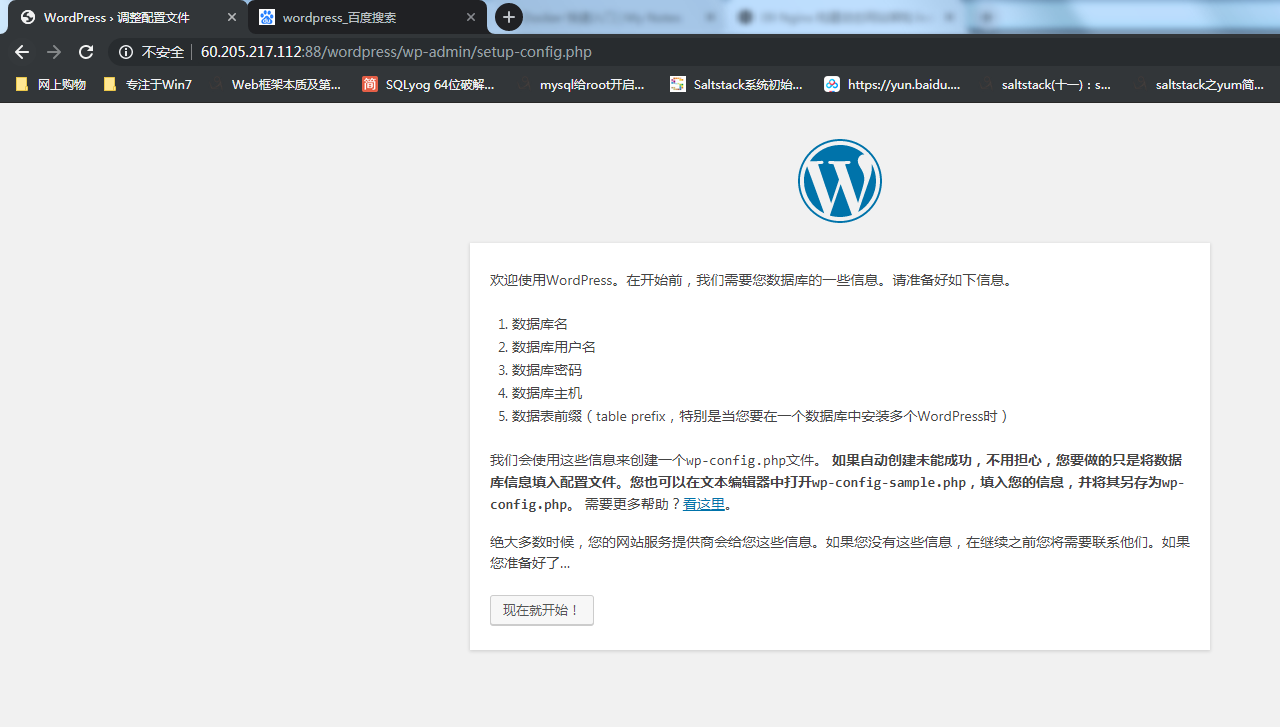 WordPress › 调整配置文件
wordpress_百度搜索
不安全 | 60.205.217.112:88/wordpress/wp-admin/setup-config.php
网上购物 专注于Win7 Web框架本质及第... 简 SQLyog 64位破解... mysql给root开启... Saltstack系统初始... https://yun.baidu.... saltstack(十一)：s... saltstack之yum简...
W
欢迎使用WordPress。在开始前，我们需要您数据库的一些信息。请准备好如下信息。
1. 数据库名
2. 数据库用户名
3. 数据库密码
4. 数据库主机
5. 数据表前缀（table prefix，特别是当您要在一个数据库中安装多个WordPress时）
我们会使用这些信息来创建一个wp-config.php文件。 如果自动创建未能成功，不用担心，您要做的只是将数据
库信息填入配置文件。您也可以在文本编辑器中打开wp-config-sample.php，填入您的信息，并将其另存为wp-
config.php。 需要更多帮助？看这里。
绝大多数时候，您的网站服务提供商会给您这些信息。如果您没有这些信息，在继续之前您将需要联系他们。如果
您准备好了...
现在就开始！